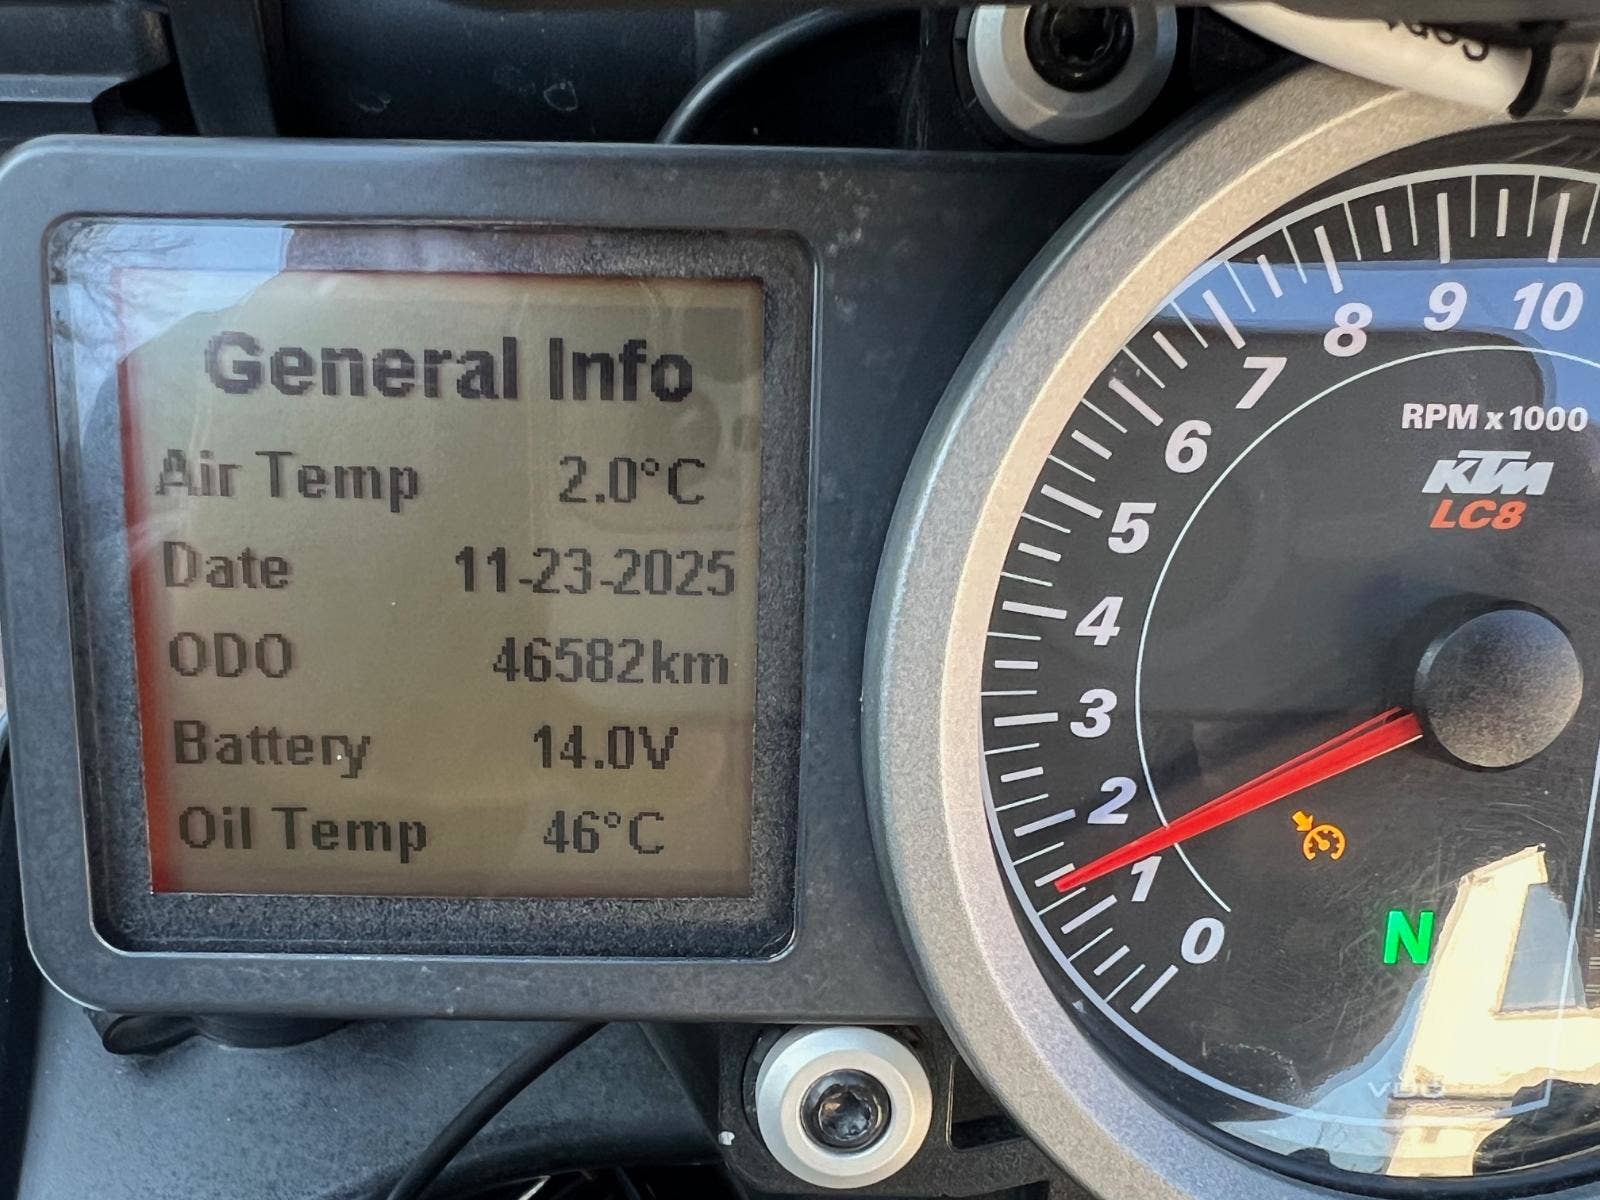 General Info
Air Temp 2.0°C
Date 11-23-2025
ODO 46582km
Battery 14.0V
Oil Temp 46°C
10
9
8
7
6
5
4
3
2
1
0
RPM x 1000
KTM
LC8
N
VDO